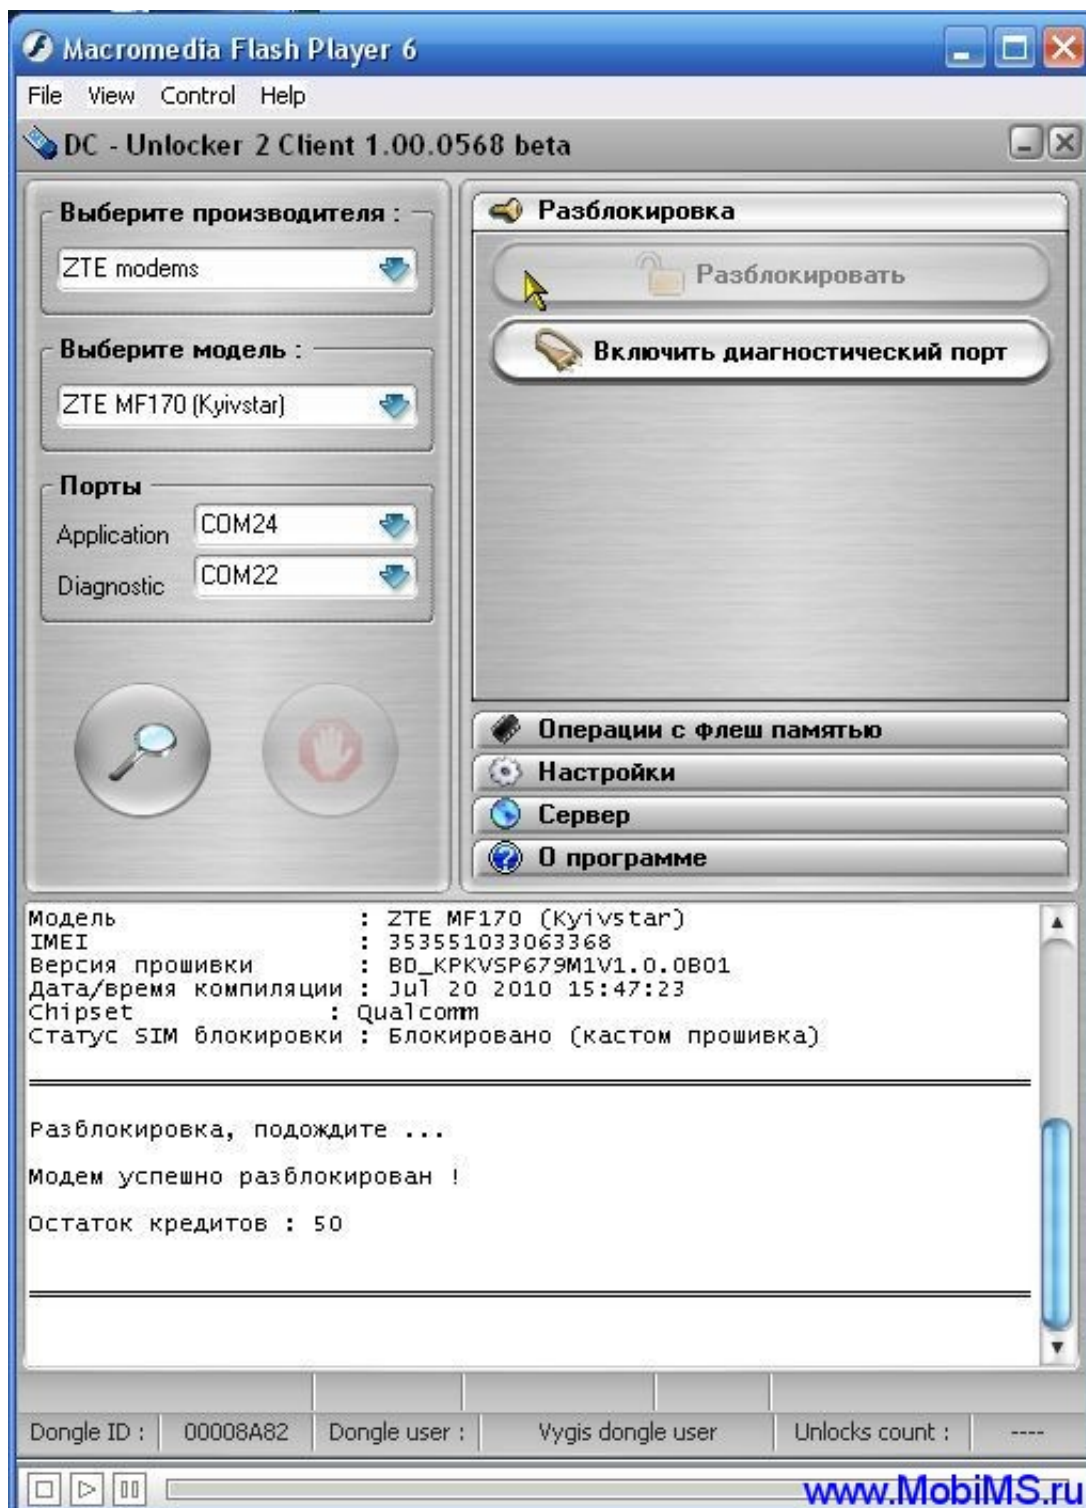 Macromedia Flash Player 6
File View Control Help
DC - Unlocker 2 Client 1.00.0568 beta
Выберите производителя :
ZTE modems
Выберите модель :
ZTE MF170 (Kyivstar)
Порты
Application COM24
Diagnostic COM22
Разблокировка
Разблокировать
Включить диагностический порт
Операции с флеш памятью
Настройки
Сервер
О программе
Модель : ZTE MF170 (Kyivstar)
IMEI : 353551033063368
Версия прошивки : BD_KPKVSP679M1V1.0.0B01
Дата/время компиляции : Jul 20 2010 15:47:23
Chipset : Qualcomm
Статус SIM блокировки : Блокировано (кастом прошивка)
Разблокировка, подождите ...
Модем успешно разблокирован !
Остаток кредитов : 50
Dongle ID : 00008A82 Dongle user : Vygis dongle user Unlocks count : ----
www.MobiMS.ru